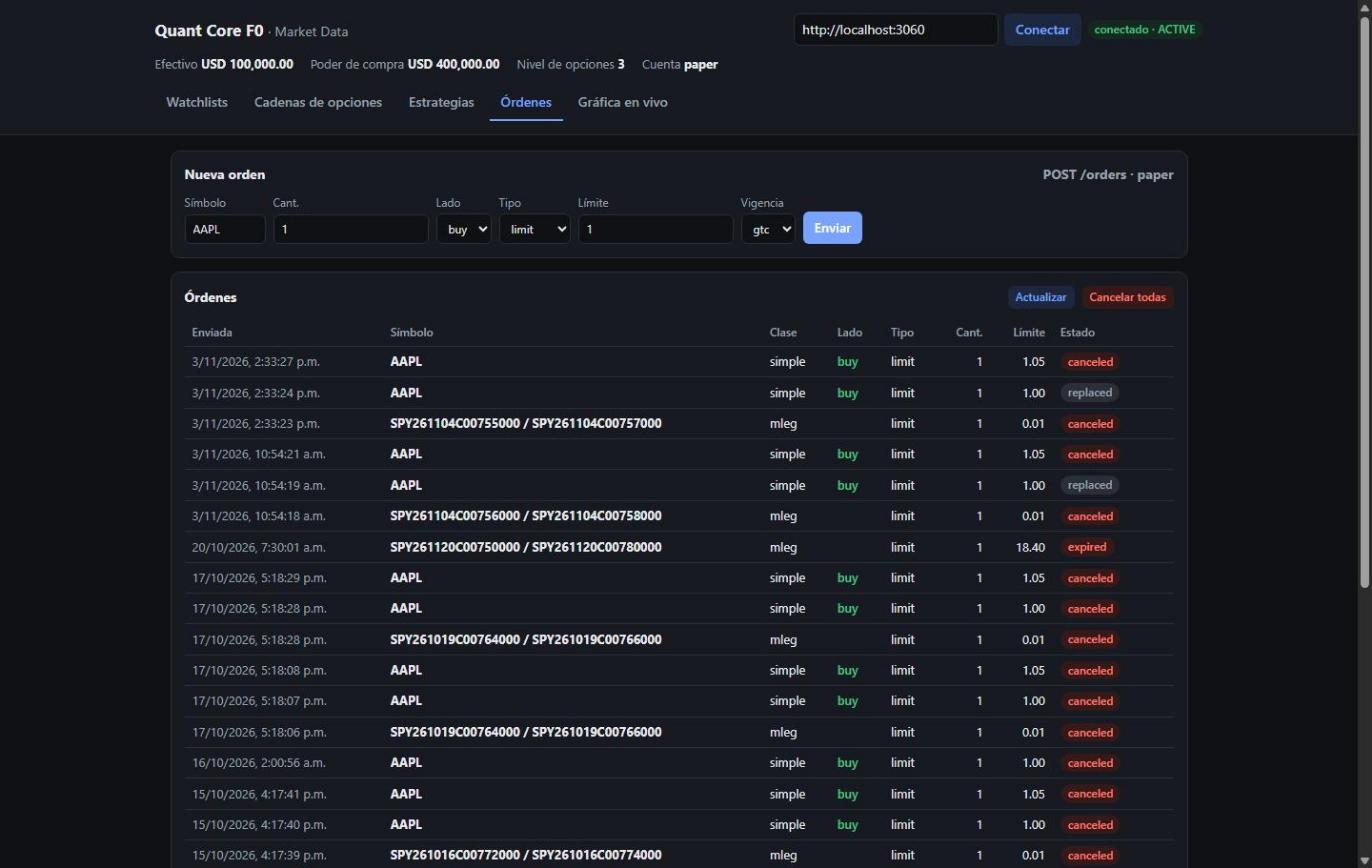 Quant Core F0 · Market Data
http://localhost:3060 Conectar conectado · ACTIVE
Efectivo USD 100,000.00 Poder de compra USD 400,000.00 Nivel de opciones 3 Cuenta paper
Watchlists Cadenas de opciones Estrategias Órdenes Gráfica en vivo
Nueva orden POST /orders · paper
Símbolo Cant. Lado Tipo Límite Vigencia
AAPL 1 buy limit 1 gtc Enviar
Órdenes Actualizar Cancelar todas
Enviada Símbolo Clase Lado Tipo Cant. Límite Estado
3/11/2026, 2:33:27 p.m. AAPL simple buy limit 1 1.05 canceled
3/11/2026, 2:33:24 p.m. AAPL simple buy limit 1 1.00 replaced
3/11/2026, 2:33:23 p.m. SPY261104C00755000 / SPY261104C00757000 mleg limit 1 0.01 canceled
3/11/2026, 10:54:21 a.m. AAPL simple buy limit 1 1.05 canceled
3/11/2026, 10:54:19 a.m. AAPL simple buy limit 1 1.00 replaced
3/11/2026, 10:54:18 a.m. SPY261104C00756000 / SPY261104C00758000 mleg limit 1 0.01 canceled
20/10/2026, 7:30:01 a.m. SPY261120C00750000 / SPY261120C00780000 mleg limit 1 18.40 expired
17/10/2026, 5:18:29 p.m. AAPL simple buy limit 1 1.05 canceled
17/10/2026, 5:18:28 p.m. AAPL simple buy limit 1 1.00 canceled
17/10/2026, 5:18:28 p.m. SPY261019C00764000 / SPY261019C00766000 mleg limit 1 0.01 canceled
17/10/2026, 5:18:08 p.m. AAPL simple buy limit 1 1.05 canceled
17/10/2026, 5:18:07 p.m. AAPL simple buy limit 1 1.00 canceled
17/10/2026, 5:18:06 p.m. SPY261019C00764000 / SPY261019C00766000 mleg limit 1 0.01 canceled
16/10/2026, 2:00:56 a.m. AAPL simple buy limit 1 1.00 canceled
15/10/2026, 4:17:41 p.m. AAPL simple buy limit 1 1.05 canceled
15/10/2026, 4:17:40 p.m. AAPL simple buy limit 1 1.00 canceled
15/10/2026, 4:17:39 p.m. SPY261016C00772000 / SPY261016C00774000 mleg limit 1 0.01 canceled